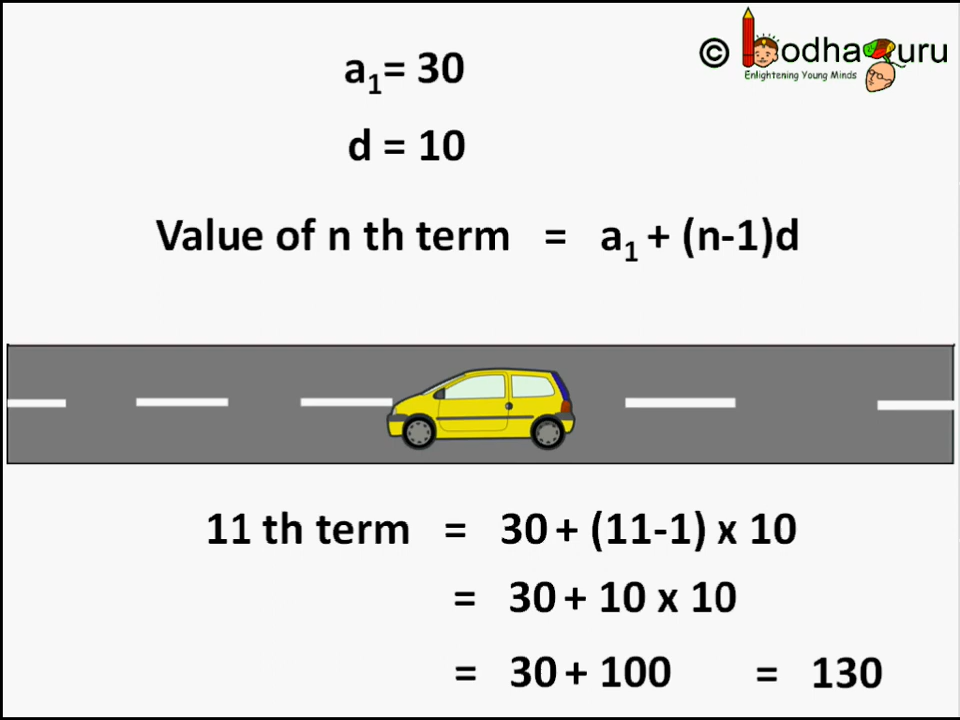 © BodhaGuru
Enlightening Young Minds
a₁= 30
d = 10
Value of n th term = a₁ + (n-1)d
11 th term = 30 + (11-1) x 10
= 30 + 10 x 10
= 30 + 100 = 130